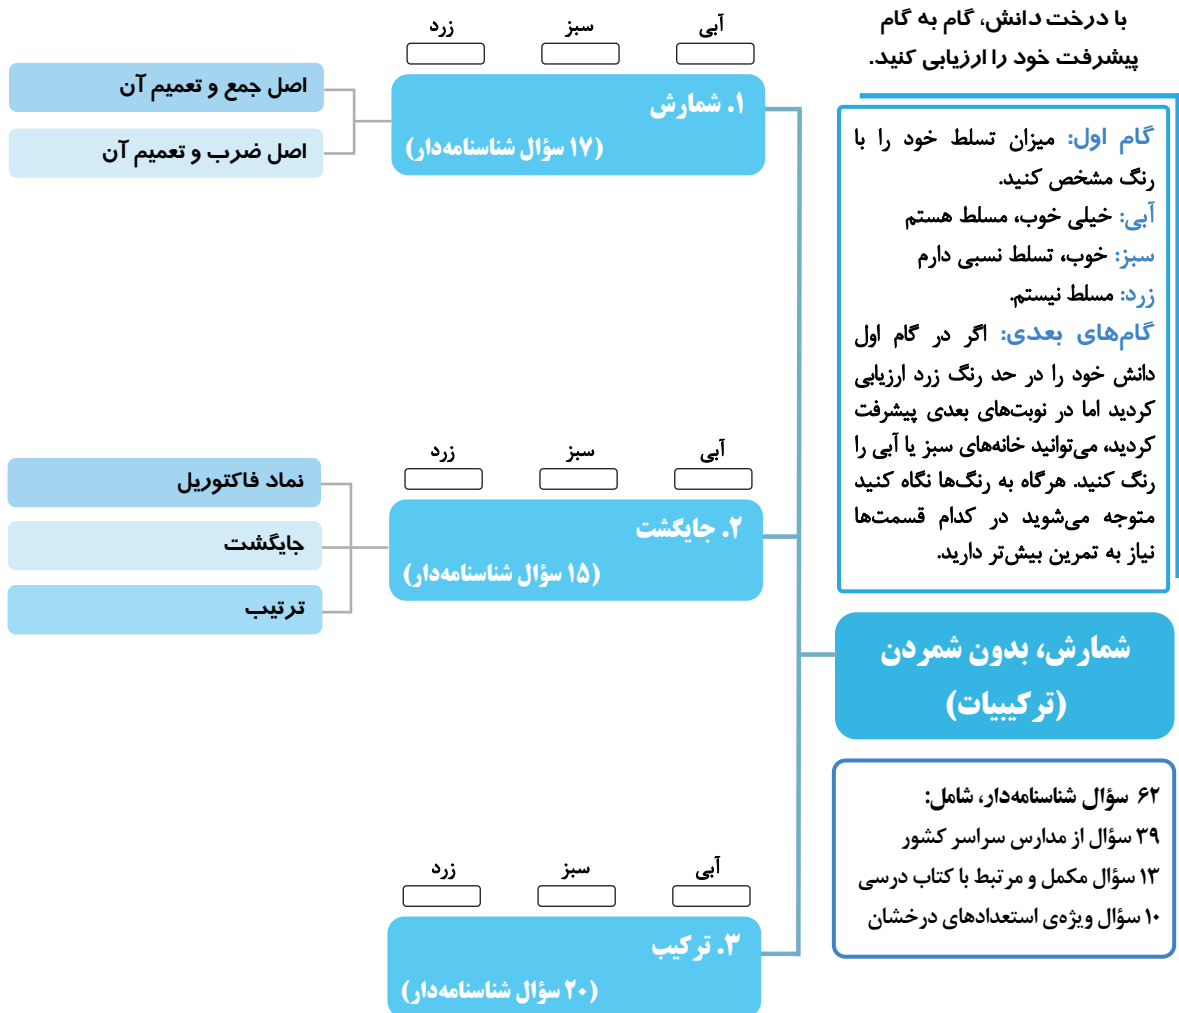 با درخت دانش، گام به گام
پیشرفت خود را ارزیابی کنید.
گام اول: میزان تسلط خود را با
رنگ مشخص کنید.
آبی: خیلی خوب، مسلط هستم
سبز: خوب، تسلط نسبی دارم
زرد: مسلط نیستم.
گام‌های بعدی: اگر در گام اول
دانش خود را در حد رنگ زرد ارزیابی
کردید اما در نوبت‌های بعدی پیشرفت
کردید، می‌توانید خانه‌های سبز یا آبی را
رنگ کنید. هرگاه به رنگ‌ها نگاه کنید
متوجه می‌شوید در کدام قسمت‌ها
نیاز به تمرین بیش‌تر دارید.
شمارش، بدون شمردن
(ترکیبیات)
۶۲ سؤال شناسنامه‌دار، شامل:
۳۹ سؤال از مدارس سراسر کشور
۱۳ سؤال مکمل و مرتبط با کتاب درسی
۱۰ سؤال ویژه‌ی استعدادهای درخشان
آبی سبز زرد
۱. شمارش
(۱۷ سؤال شناسنامه‌دار)
اصل جمع و تعمیم آن
اصل ضرب و تعمیم آن
آبی سبز زرد
۲. جایگشت
(۱۵ سؤال شناسنامه‌دار)
نماد فاکتوریل
جایگشت
ترتیب
آبی سبز زرد
۳. ترکیب
(۲۰ سؤال شناسنامه‌دار)